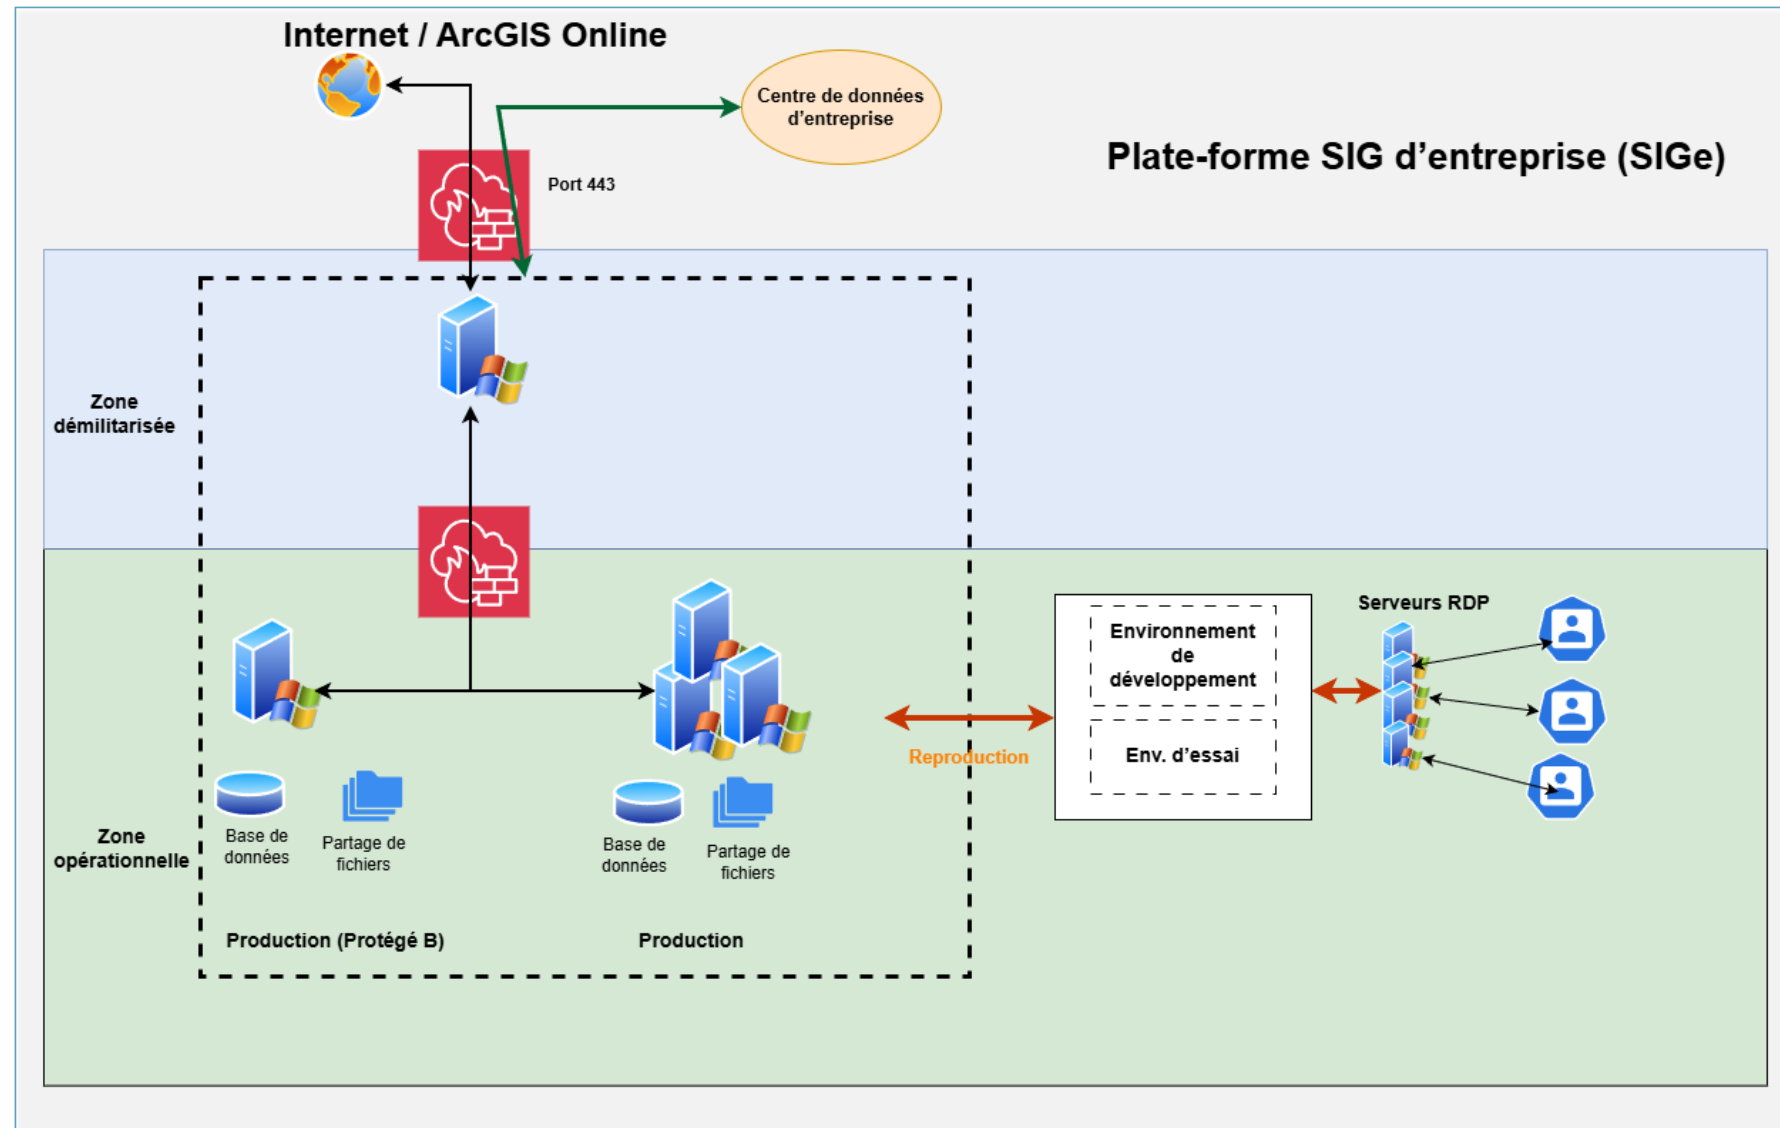 Internet / ArcGIS Online
Centre de données
d’entreprise
Plate-forme SIG d’entreprise (SIGe)
Port 443
Zone
démilitarisée
Serveurs RDP
Environnement
de
développement
Env. d’essai
Reproduction
Zone
opérationnelle
Base de
données
Partage de
fichiers
Base de
données
Partage de
fichiers
Production (Protégé B)
Production